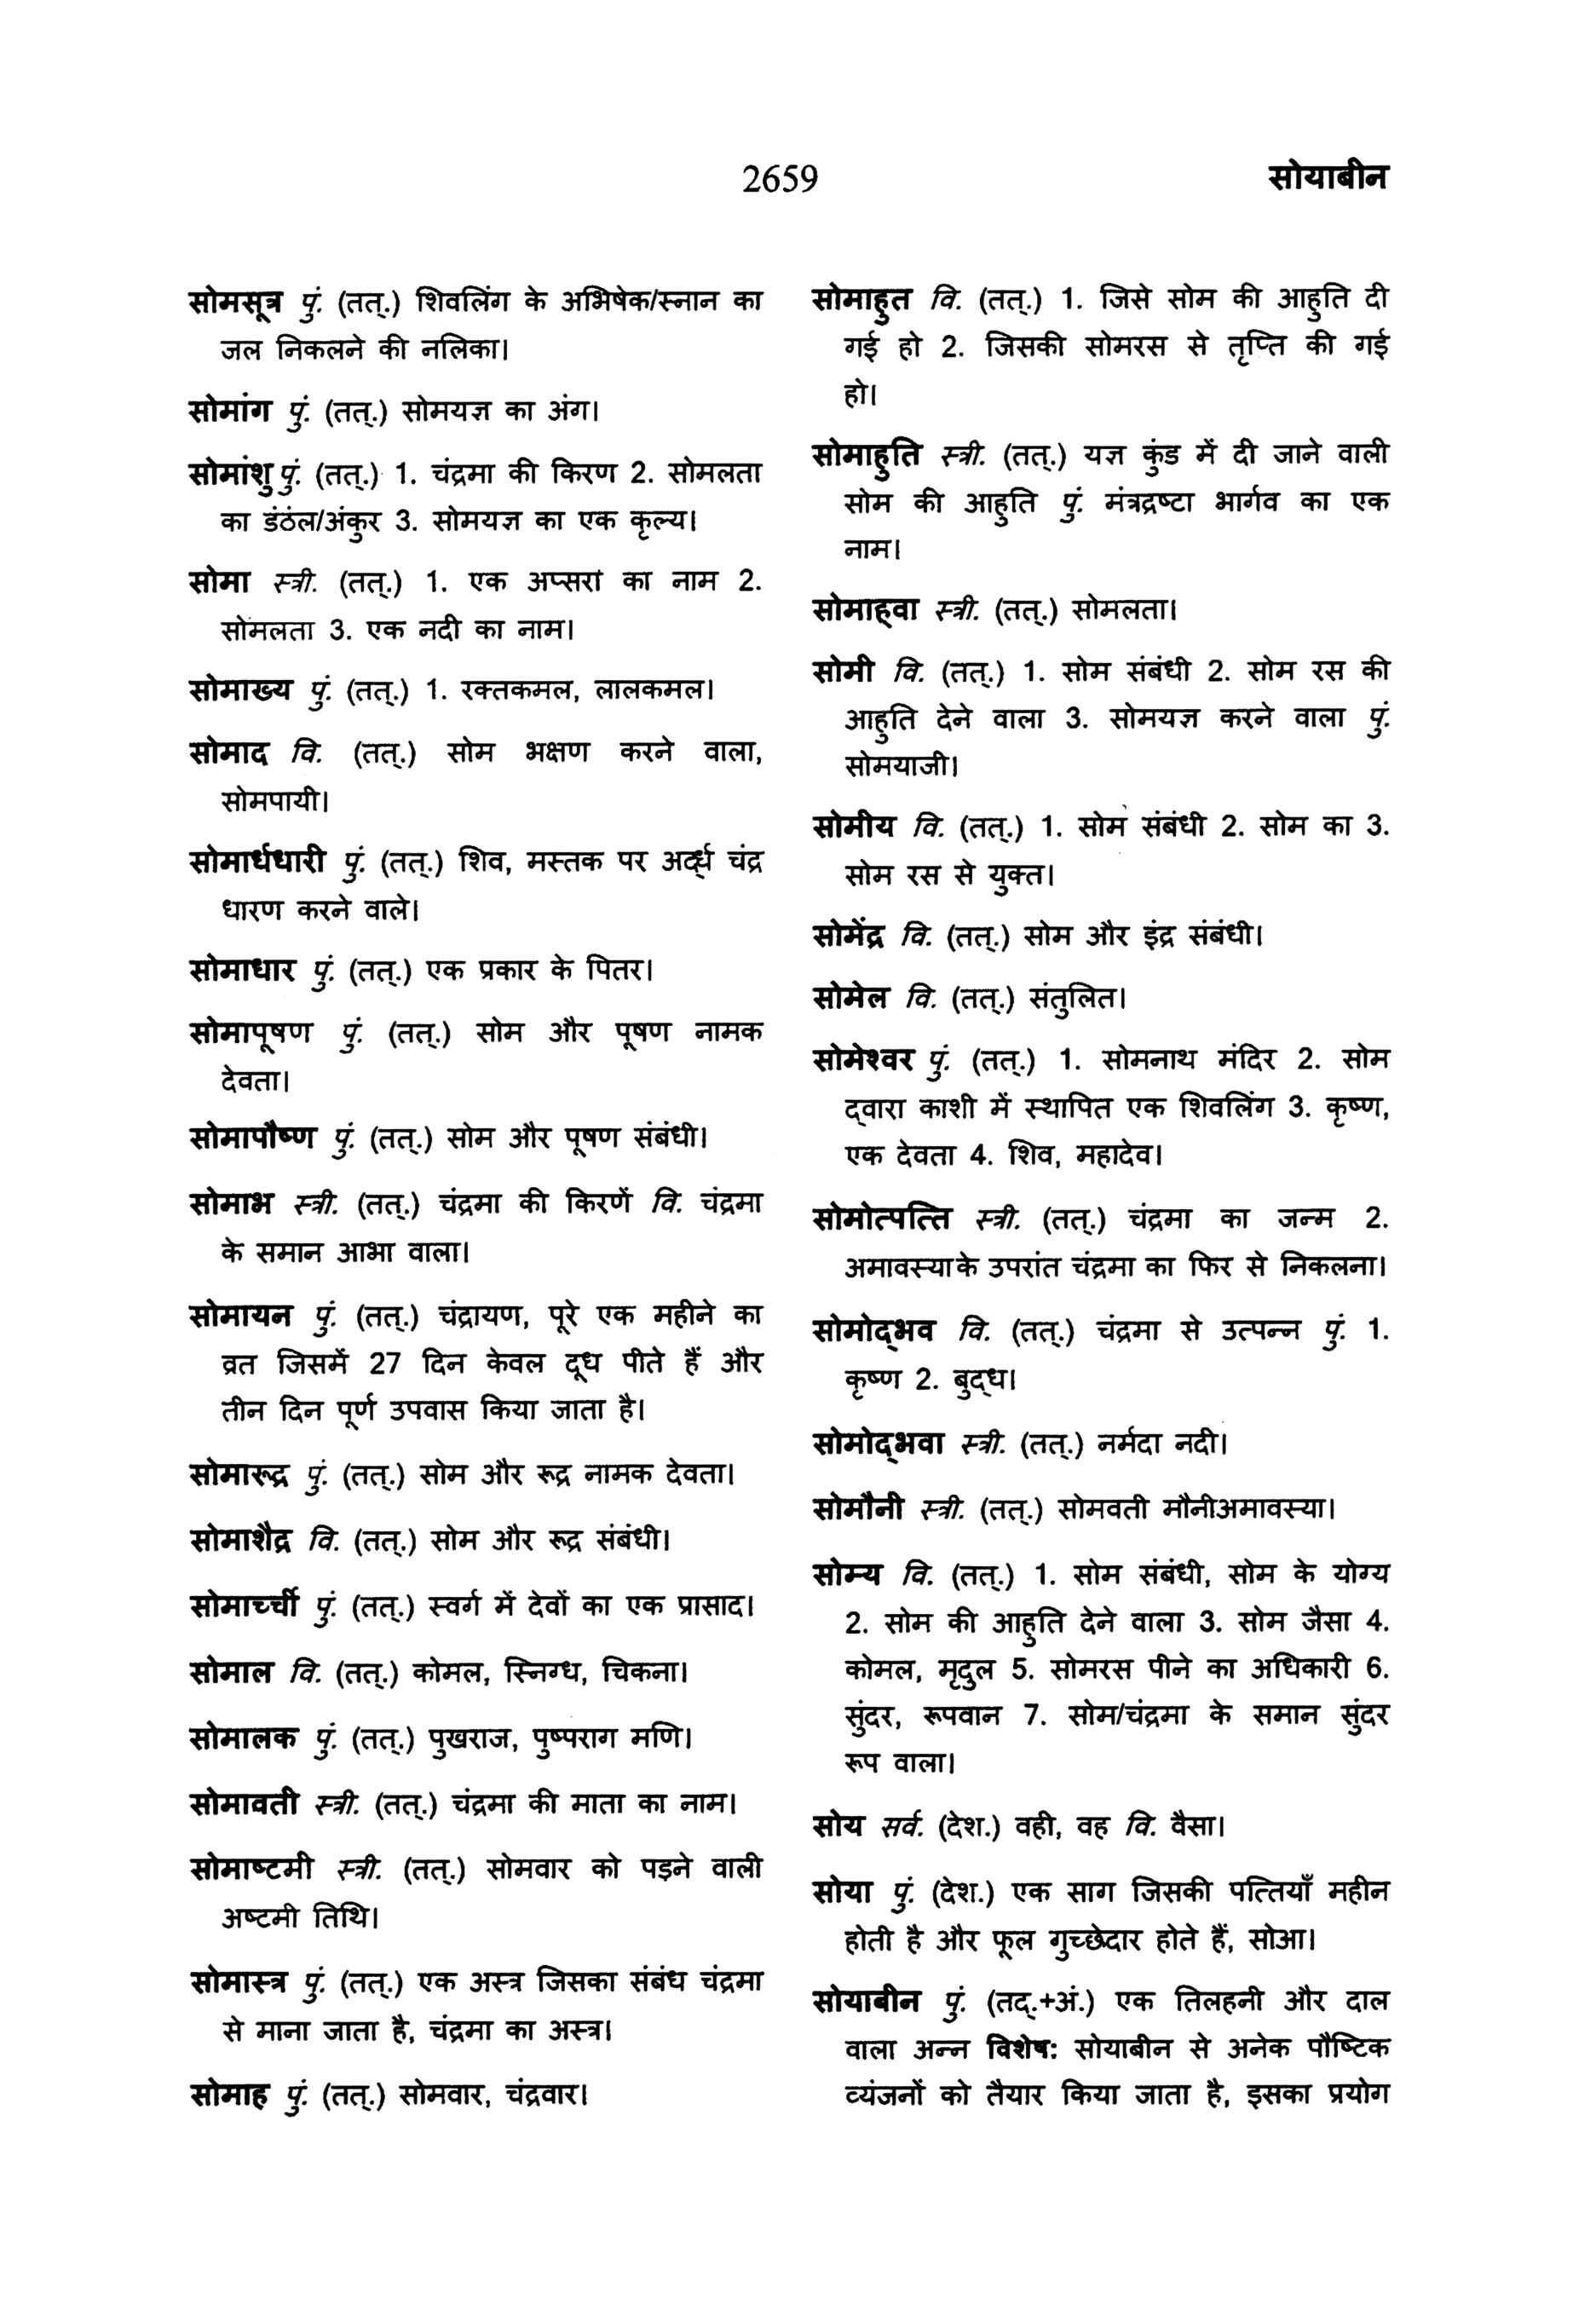 2659
सोयाबीन
सोमसूत्र पुं. (तत्.) शिवलिंग के अभिषेक/स्नान का
जल निकलने की नलिका।
सोमांग पुं. (तत्.) सोमयज्ञ का अंग।
सोमांशु पुं. (तत्.) 1. चंद्रमा की किरण 2. सोमलता
का डंठल/अंकुर 3. सोमयज्ञ का एक कृल्य।
सोमा स्त्री. (तत्.) 1. एक अप्सरा का नाम 2.
सोमलता 3. एक नदी का नाम।
सोमाख्य पुं. (तत्.) 1. रक्तकमल, लालकमल।
सोमाद वि. (तत्.) सोम भक्षण करने वाला,
सोमपायी।
सोमार्धधारी पुं. (तत्.) शिव, मस्तक पर अर्द्ध चंद्र
धारण करने वाले।
सोमाधार पुं. (तत्.) एक प्रकार के पितर।
सोमापूषण पुं. (तत्.) सोम और पूषण नामक
देवता।
सोमापौष्ण पुं. (तत्.) सोम और पूषण संबंधी।
सोमाभ स्त्री. (तत्.) चंद्रमा की किरणें वि. चंद्रमा
के समान आभा वाला।
सोमायन पुं. (तत्.) चंद्रायण, पूरे एक महीने का
व्रत जिसमें 27 दिन केवल दूध पीते हैं और
तीन दिन पूर्ण उपवास किया जाता है।
सोमारूद्र पुं. (तत्.) सोम और रूद्र नामक देवता।
सोमाशैद्र वि. (तत्.) सोम और रूद्र संबंधी।
सोमार्च्ची पुं. (तत्.) स्वर्ग में देवों का एक प्रासाद।
सोमाल वि. (तत्.) कोमल, स्निग्ध, चिकना।
सोमालक पुं. (तत्.) पुखराज, पुष्पराग मणि।
सोमावती स्त्री. (तत्.) चंद्रमा की माता का नाम।
सोमाष्टमी स्त्री. (तत्.) सोमवार को पड़ने वाली
अष्टमी तिथि।
सोमास्त्र पुं. (तत्.) एक अस्त्र जिसका संबंध चंद्रमा
से माना जाता है, चंद्रमा का अस्त्र।
सोमाह पुं. (तत्.) सोमवार, चंद्रवार।
सोमाहुत वि. (तत्.) 1. जिसे सोम की आहुति दी
गई हो 2. जिसकी सोमरस से तृप्ति की गई
हो।
सोमाहुति स्त्री. (तत्.) यज्ञ कुंड में दी जाने वाली
सोम की आहुति पुं. मंत्रद्रष्टा भार्गव का एक
नाम।
सोमाह्वा स्त्री. (तत्.) सोमलता।
सोमी वि. (तत्.) 1. सोम संबंधी 2. सोम रस की
आहुति देने वाला 3. सोमयज्ञ करने वाला पुं.
सोमयाजी।
सोमीय वि. (तत्.) 1. सोम संबंधी 2. सोम का 3.
सोम रस से युक्त।
सोमेंद्र वि. (तत्.) सोम और इंद्र संबंधी।
सोमेल वि. (तत्.) संतुलित।
सोमेश्वर पुं. (तत्.) 1. सोमनाथ मंदिर 2. सोम
द्वारा काशी में स्थापित एक शिवलिंग 3. कृष्ण,
एक देवता 4. शिव, महादेव।
सोमोत्पत्ति स्त्री. (तत्.) चंद्रमा का जन्म 2.
अमावस्याके उपरांत चंद्रमा का फिर से निकलना।
सोमोद्भव वि. (तत्.) चंद्रमा से उत्पन्न पुं. 1.
कृष्ण 2. बुद्ध।
सोमोद्भवा स्त्री. (तत्.) नर्मदा नदी।
सोमौनी स्त्री. (तत्.) सोमवती मौनीअमावस्या।
सोम्य वि. (तत्.) 1. सोम संबंधी, सोम के योग्य
2. सोम की आहुति देने वाला 3. सोम जैसा 4.
कोमल, मृदुल 5. सोमरस पीने का अधिकारी 6.
सुंदर, रूपवान 7. सोम/चंद्रमा के समान सुंदर
रूप वाला।
सोय सर्व. (देश.) वही, वह वि. वैसा।
सोया पुं. (देश.) एक साग जिसकी पत्तियाँ महीन
होती है और फूल गुच्छेदार होते हैं, सोआ।
सोयाबीन पुं. (तद्.+अं.) एक तिलहनी और दाल
वाला अन्न विशेष: सोयाबीन से अनेक पौष्टिक
व्यंजनों को तैयार किया जाता है, इसका प्रयोग